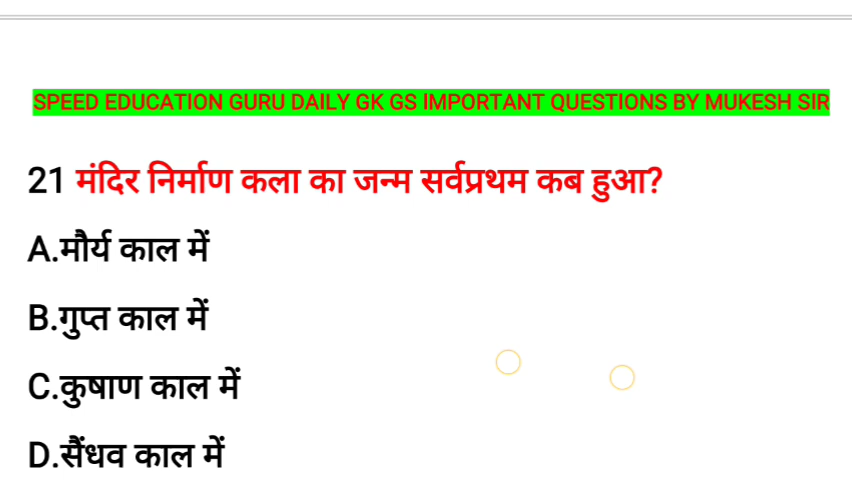 SPEED EDUCATION GURU DAILY GK GS IMPORTANT QUESTIONS BY MUKESH SIR
21 मंदिर निर्माण कला का जन्म सर्वप्रथम कब हुआ?
A.मौर्य काल में
B.गुप्त काल में
C.कुषाण काल में
D.सैंधव काल में